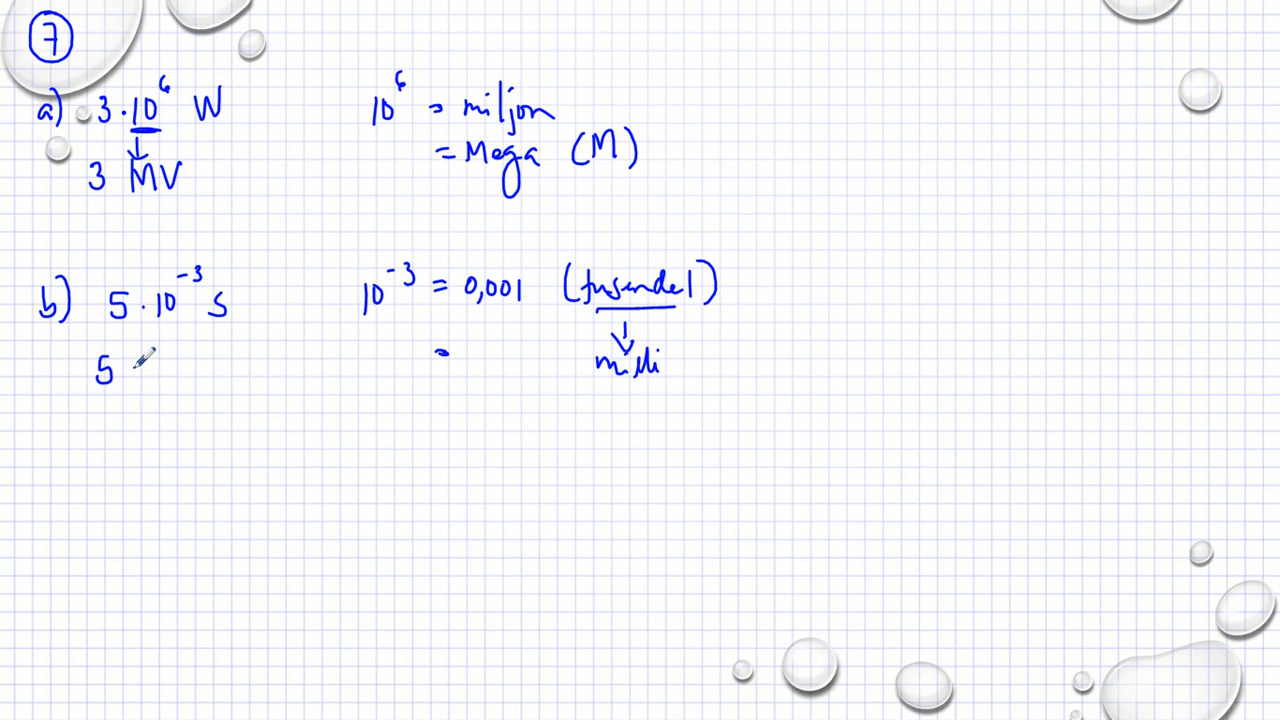 7
a) 3 · 10⁶ W 10⁶ = miljon
↓ = Mega (M)
3 MV
b) 5 · 10⁻³ s 10⁻³ = 0,001 (tusendel)
↓
5 = milli